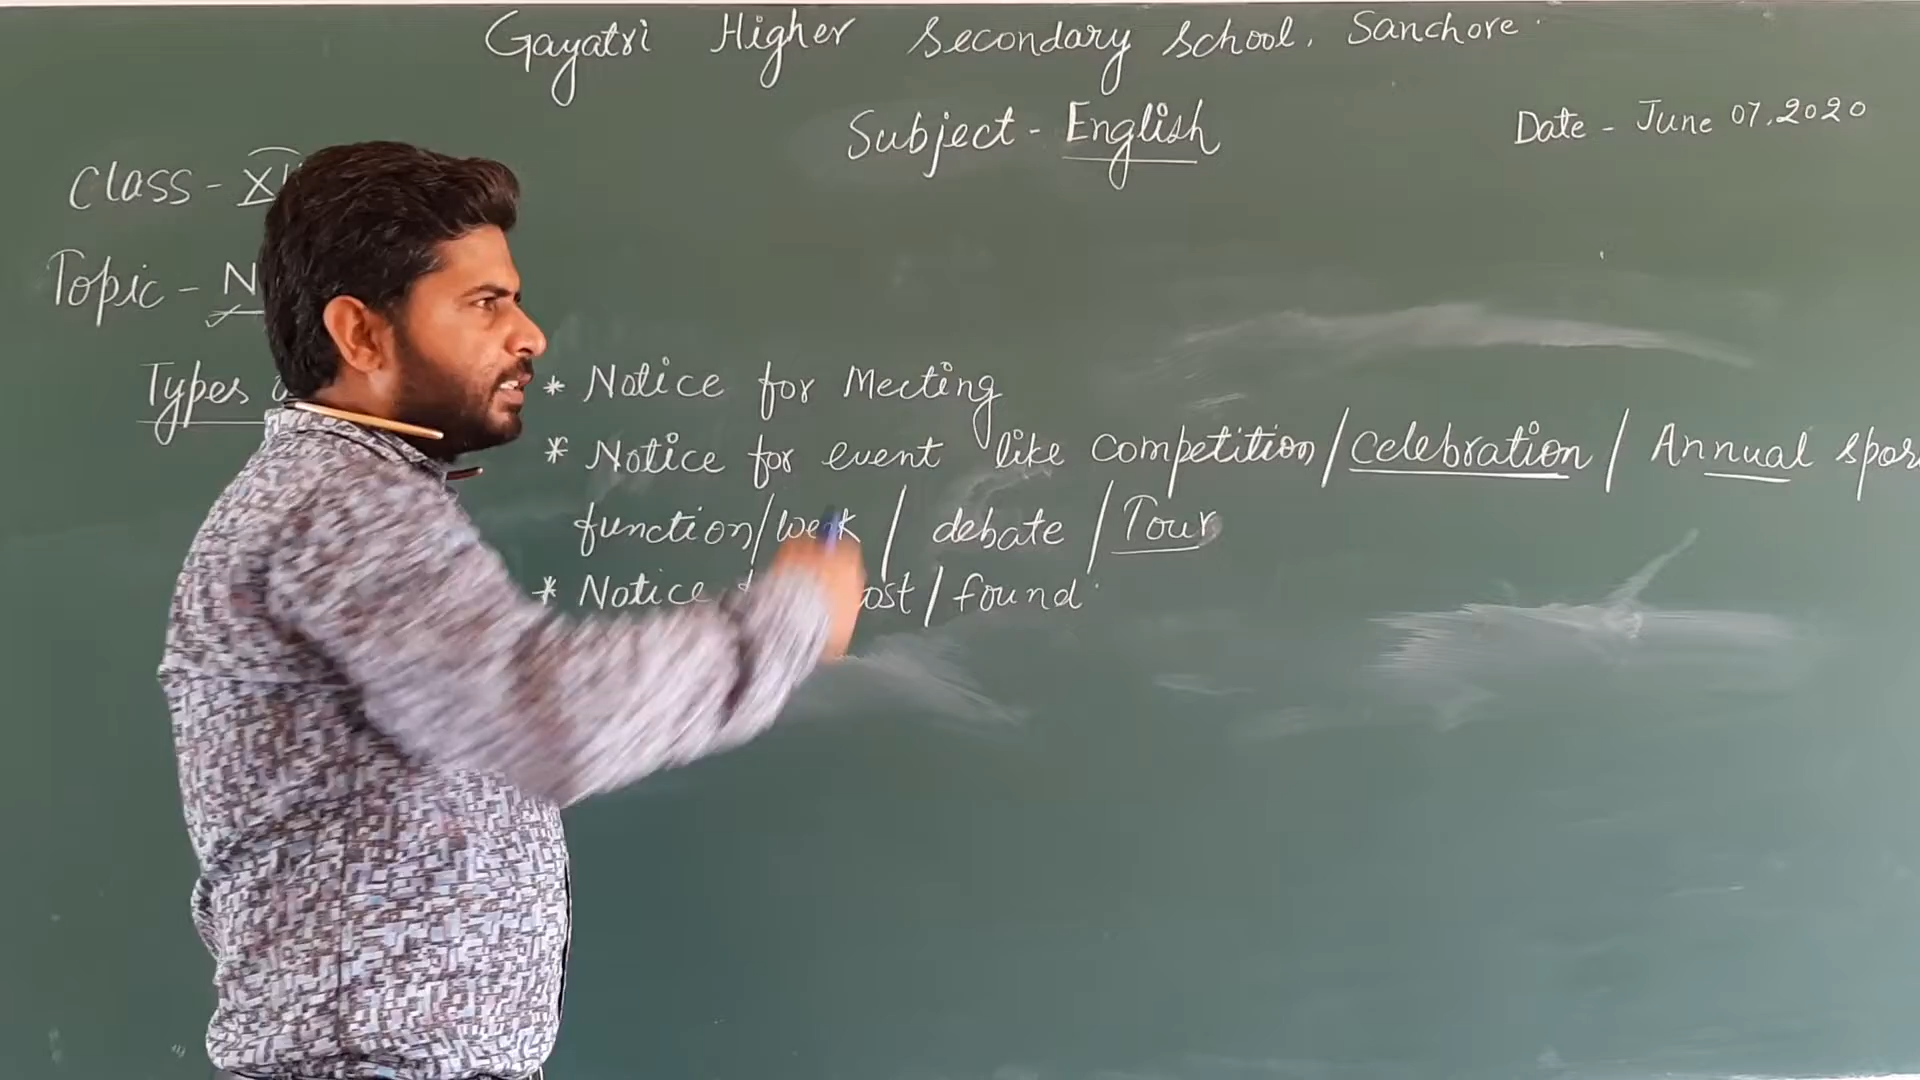 Gayatri Higher Secondary School, Sanchore.
Subject - English
Date - June 07, 2020
Class -
Topic -
Types
* Notice for Meeting
* Notice for event like competition / celebration / Annual
function / week / debate / Tour
* Notice / found.